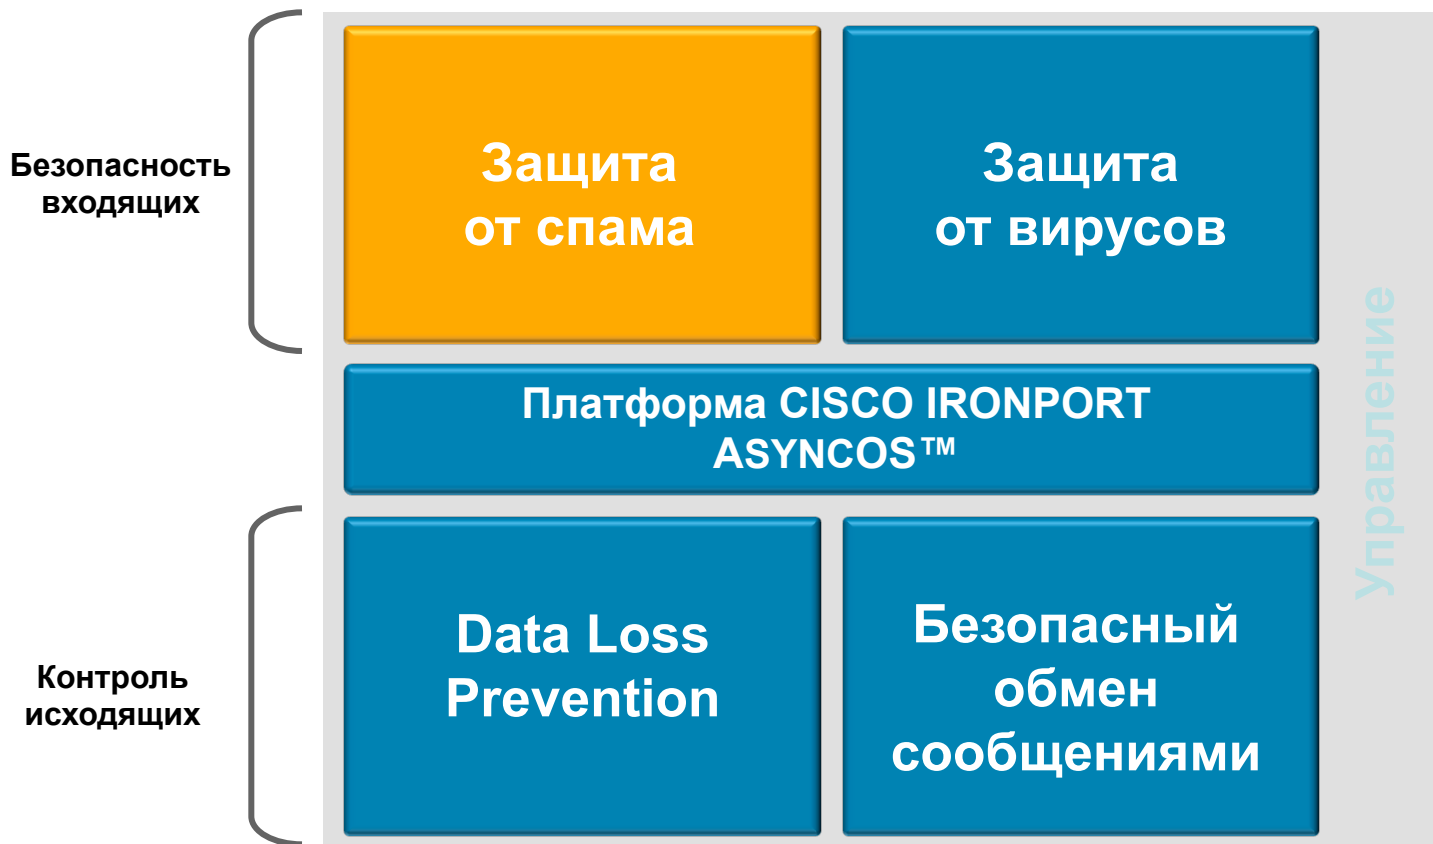 Безопасность
входящих
Защита
от спама
Защита
от вирусов
Платформа CISCO IRONPORT
ASYNCOS™
Управление
Контроль
исходящих
Data Loss
Prevention
Безопасный
обмен
сообщениями